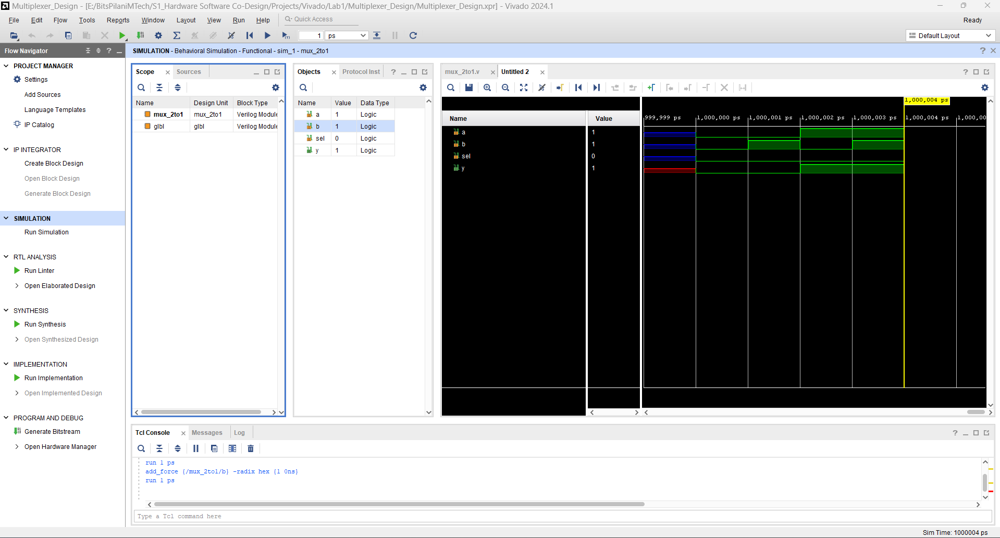 Multiplexer_Design - [E:/BitsPilaniMTech/S1_Hardware Software Co-Design/Projects/Vivado/Lab1/Multiplexer_Design/Multiplexer_Design.xpr] - Vivado 2024.1
File Edit Flow Tools Reports Window Layout View Run Help Quick Access Ready
1 ps Default Layout
Flow Navigator
PROJECT MANAGER
Settings
Add Sources
Language Templates
IP Catalog
IP INTEGRATOR
Create Block Design
Open Block Design
Generate Block Design
SIMULATION
Run Simulation
RTL ANALYSIS
Run Linter
Open Elaborated Design
SYNTHESIS
Run Synthesis
Open Synthesized Design
IMPLEMENTATION
Run Implementation
Open Implemented Design
PROGRAM AND DEBUG
Generate Bitstream
Open Hardware Manager
SIMULATION - Behavioral Simulation - Functional - sim_1 - mux_2to1
Scope Sources
Name Design Unit Block Type
mux_2to1 mux_2to1 Verilog Module
glbl glbl Verilog Module
Objects Protocol Inst
Name Value Data Type
a 1 Logic
b 1 Logic
sel 0 Logic
y 1 Logic
mux_2to1.v Untitled 2
1,000,004 ps
Name Value
999,999 ps 1,000,000 ps 1,000,001 ps 1,000,002 ps 1,000,003 ps 1,000,004 ps 1,000,00
a 1
b 1
sel 0
y 1
Tcl Console Messages Log
run 1 ps
add_force {/mux_2to1/b} -radix hex {1 0ns}
run 1 ps
Type a Tcl command here
Sim Time: 1000004 ps